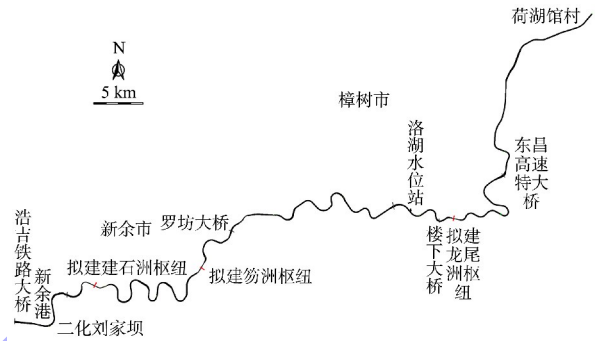 荷湖馆村
N
5 km
樟树市
洛湖水位站
东昌高速特大桥
新余市
罗坊大桥
浩吉铁路大桥
新余港
拟建建石洲枢纽
拟建笏洲枢纽
楼下大桥
拟建龙尾洲枢纽
二化刘家坝